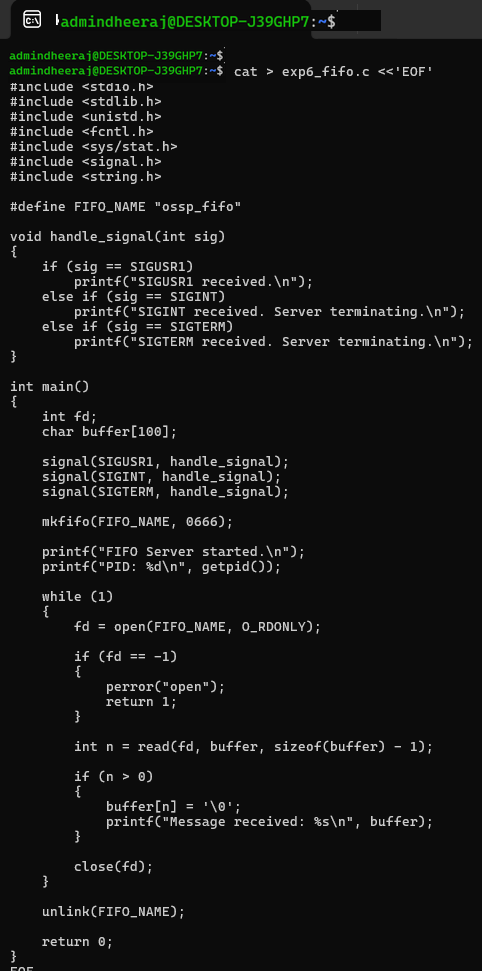 admindheeraj@DESKTOP-J39GHP7:~$
admindheeraj@DESKTOP-J39GHP7:~$
admindheeraj@DESKTOP-J39GHP7:~$ cat > exp6_fifo.c <<'EOF'
#include <stdio.h>
#include <stdlib.h>
#include <unistd.h>
#include <fcntl.h>
#include <sys/stat.h>
#include <signal.h>
#include <string.h>

#define FIFO_NAME "ossp_fifo"

void handle_signal(int sig)
{
    if (sig == SIGUSR1)
        printf("SIGUSR1 received.\n");
    else if (sig == SIGINT)
        printf("SIGINT received. Server terminating.\n");
    else if (sig == SIGTERM)
        printf("SIGTERM received. Server terminating.\n");
}

int main()
{
    int fd;
    char buffer[100];

    signal(SIGUSR1, handle_signal);
    signal(SIGINT, handle_signal);
    signal(SIGTERM, handle_signal);

    mkfifo(FIFO_NAME, 0666);

    printf("FIFO Server started.\n");
    printf("PID: %d\n", getpid());

    while (1)
    {
        fd = open(FIFO_NAME, O_RDONLY);

        if (fd == -1)
        {
            perror("open");
            return 1;
        }

        int n = read(fd, buffer, sizeof(buffer) - 1);

        if (n > 0)
        {
            buffer[n] = '\0';
            printf("Message received: %s\n", buffer);
        }

        close(fd);
    }

    unlink(FIFO_NAME);

    return 0;
}
EOF